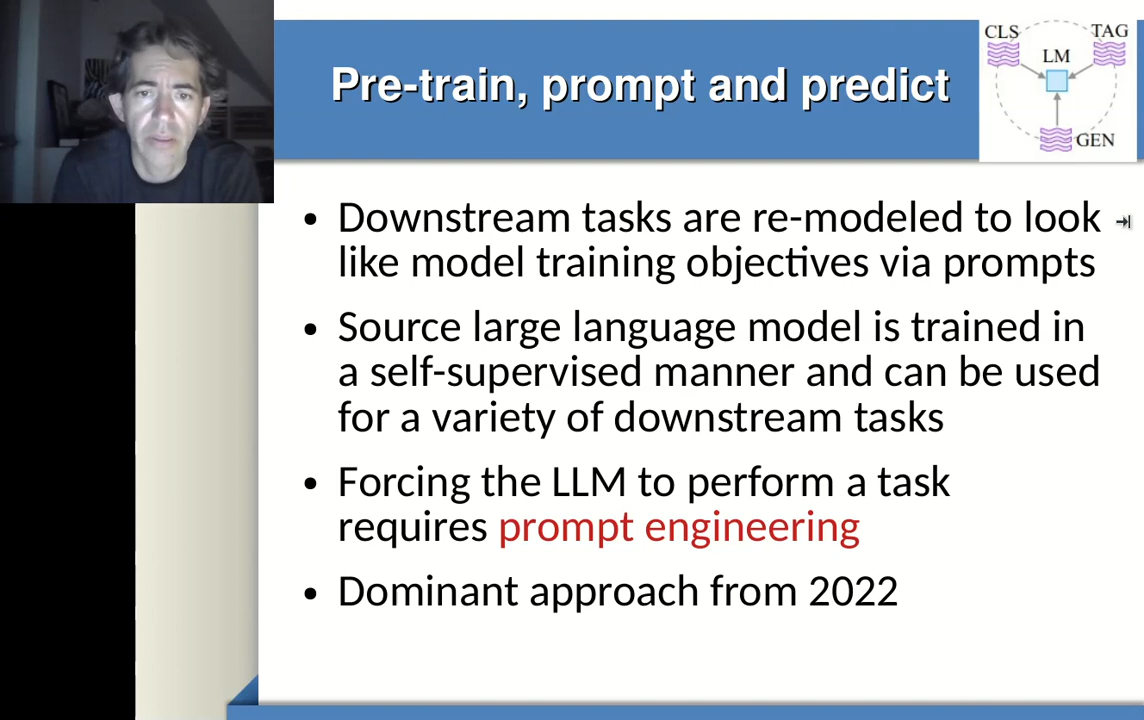 Pre-train, prompt and predict
CLS
TAG
LM
GEN
• Downstream tasks are re-modeled to look
like model training objectives via prompts
• Source large language model is trained in
a self-supervised manner and can be used
for a variety of downstream tasks
• Forcing the LLM to perform a task
requires prompt engineering
• Dominant approach from 2022